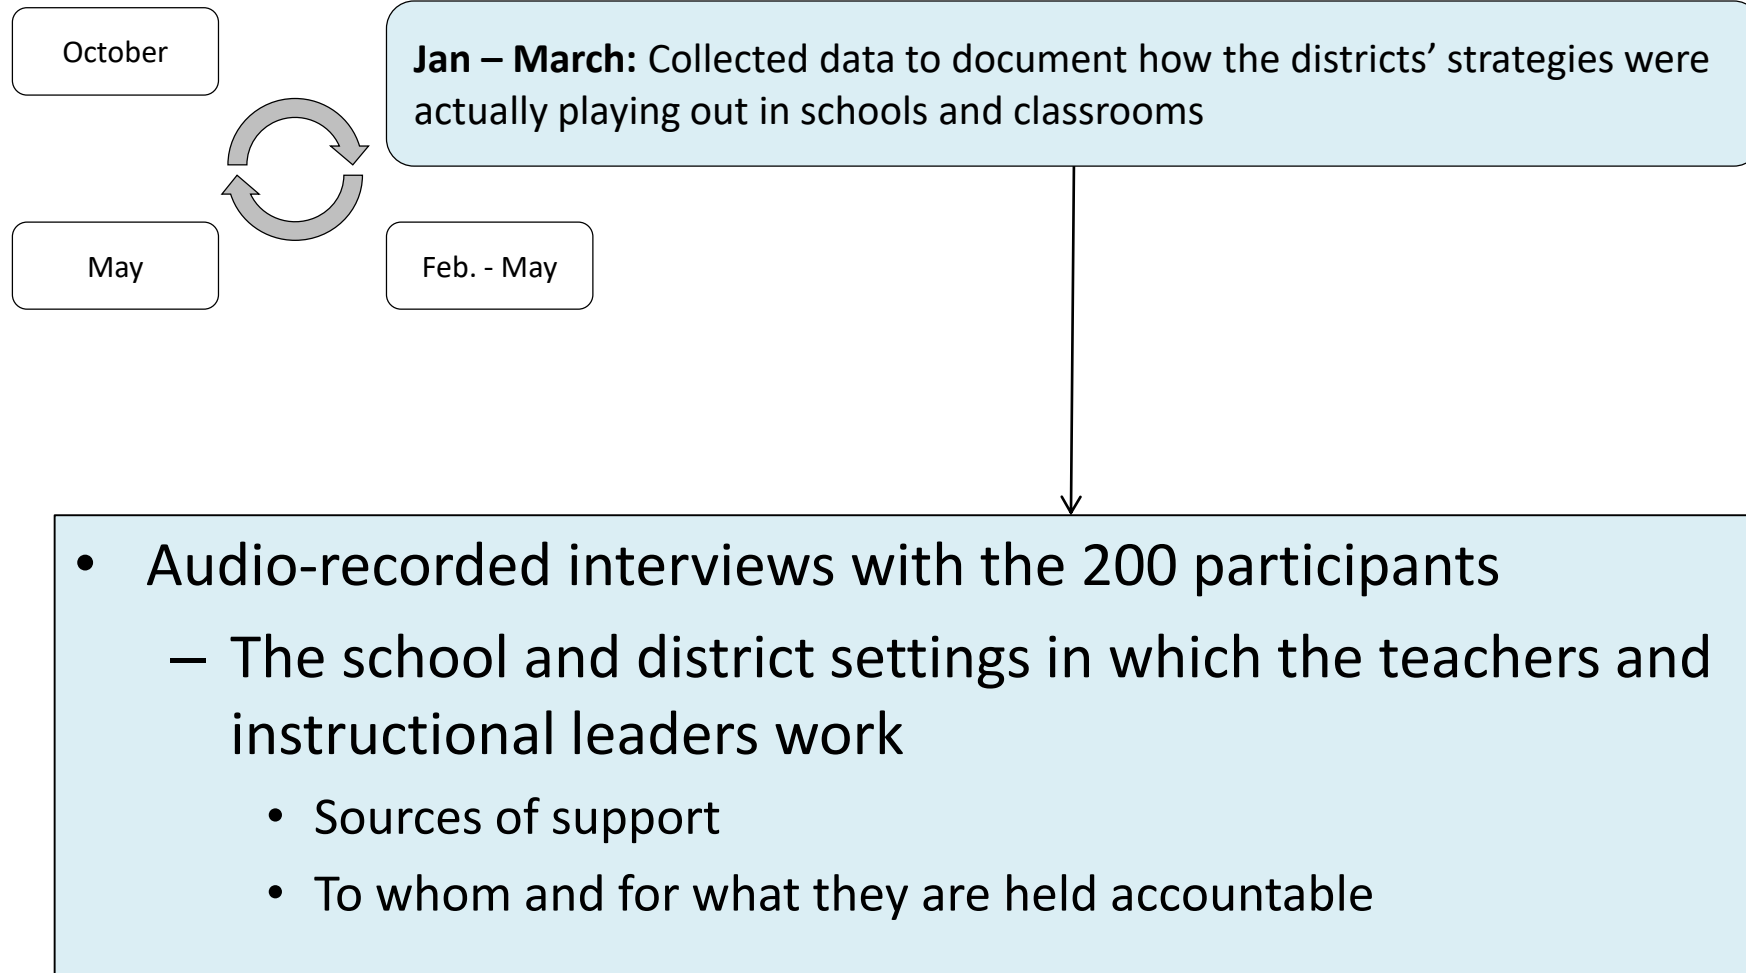 October
Jan – March: Collected data to document how the districts’ strategies were
actually playing out in schools and classrooms
May
Feb. - May
• Audio-recorded interviews with the 200 participants
– The school and district settings in which the teachers and
instructional leaders work
• Sources of support
• To whom and for what they are held accountable